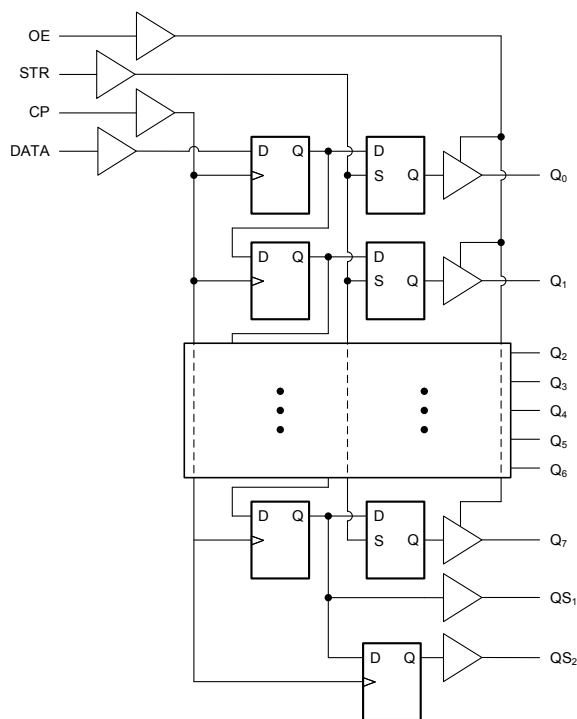 OE
STR
CP
DATA
D Q D
S Q Q₀
D Q D
S Q Q₁
Q₂
Q₃
Q₄
Q₅
Q₆
D Q D
S Q Q₇
QS₁
D Q QS₂